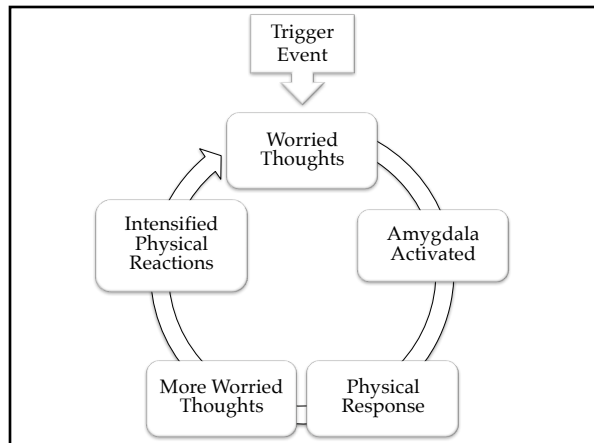 Trigger
Event
Worried
Thoughts
Amygdala
Activated
Physical
Response
More Worried
Thoughts
Intensified
Physical
Reactions